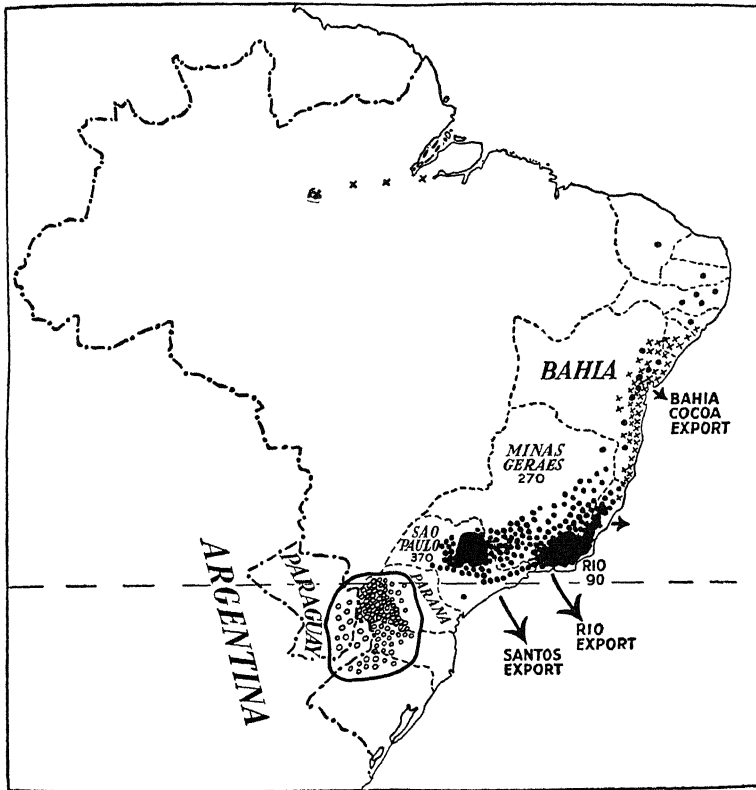 BAHIA
BAHIA
COCOA
EXPORT
MINAS
GERAES
270
SAO
PAULO
370
RIO
90
PARANA
PARAGUAY
ARGENTINA
SANTOS
EXPORT
RIO
EXPORT